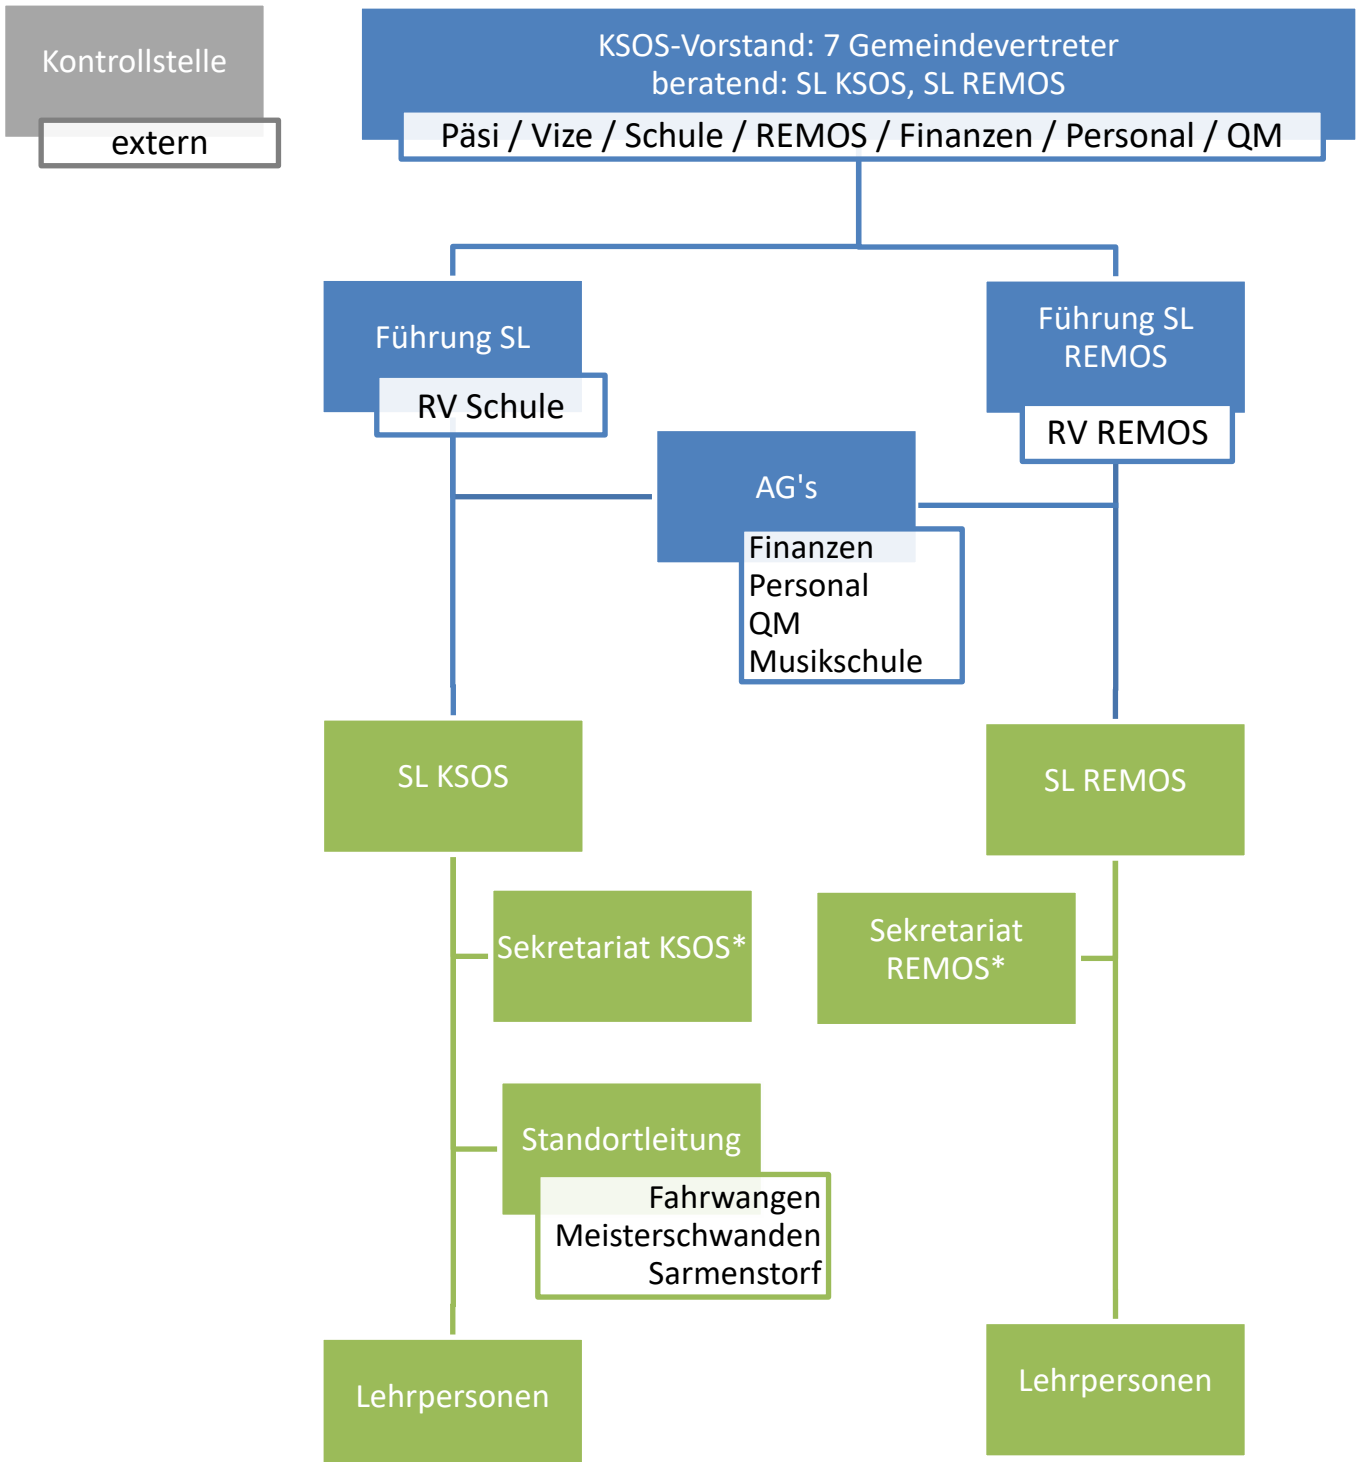 Kontrollstelle
extern
KSOS-Vorstand: 7 Gemeindevertreter
beratend: SL KSOS, SL REMOS
Päsi / Vize / Schule / REMOS / Finanzen / Personal / QM
Führung SL
RV Schule
Führung SL
REMOS
RV REMOS
AG's
Finanzen
Personal
QM
Musikschule
SL KSOS
SL REMOS
Sekretariat KSOS*
Sekretariat
REMOS*
Standortleitung
Fahrwangen
Meisterschwanden
Sarmenstorf
Lehrpersonen
Lehrpersonen